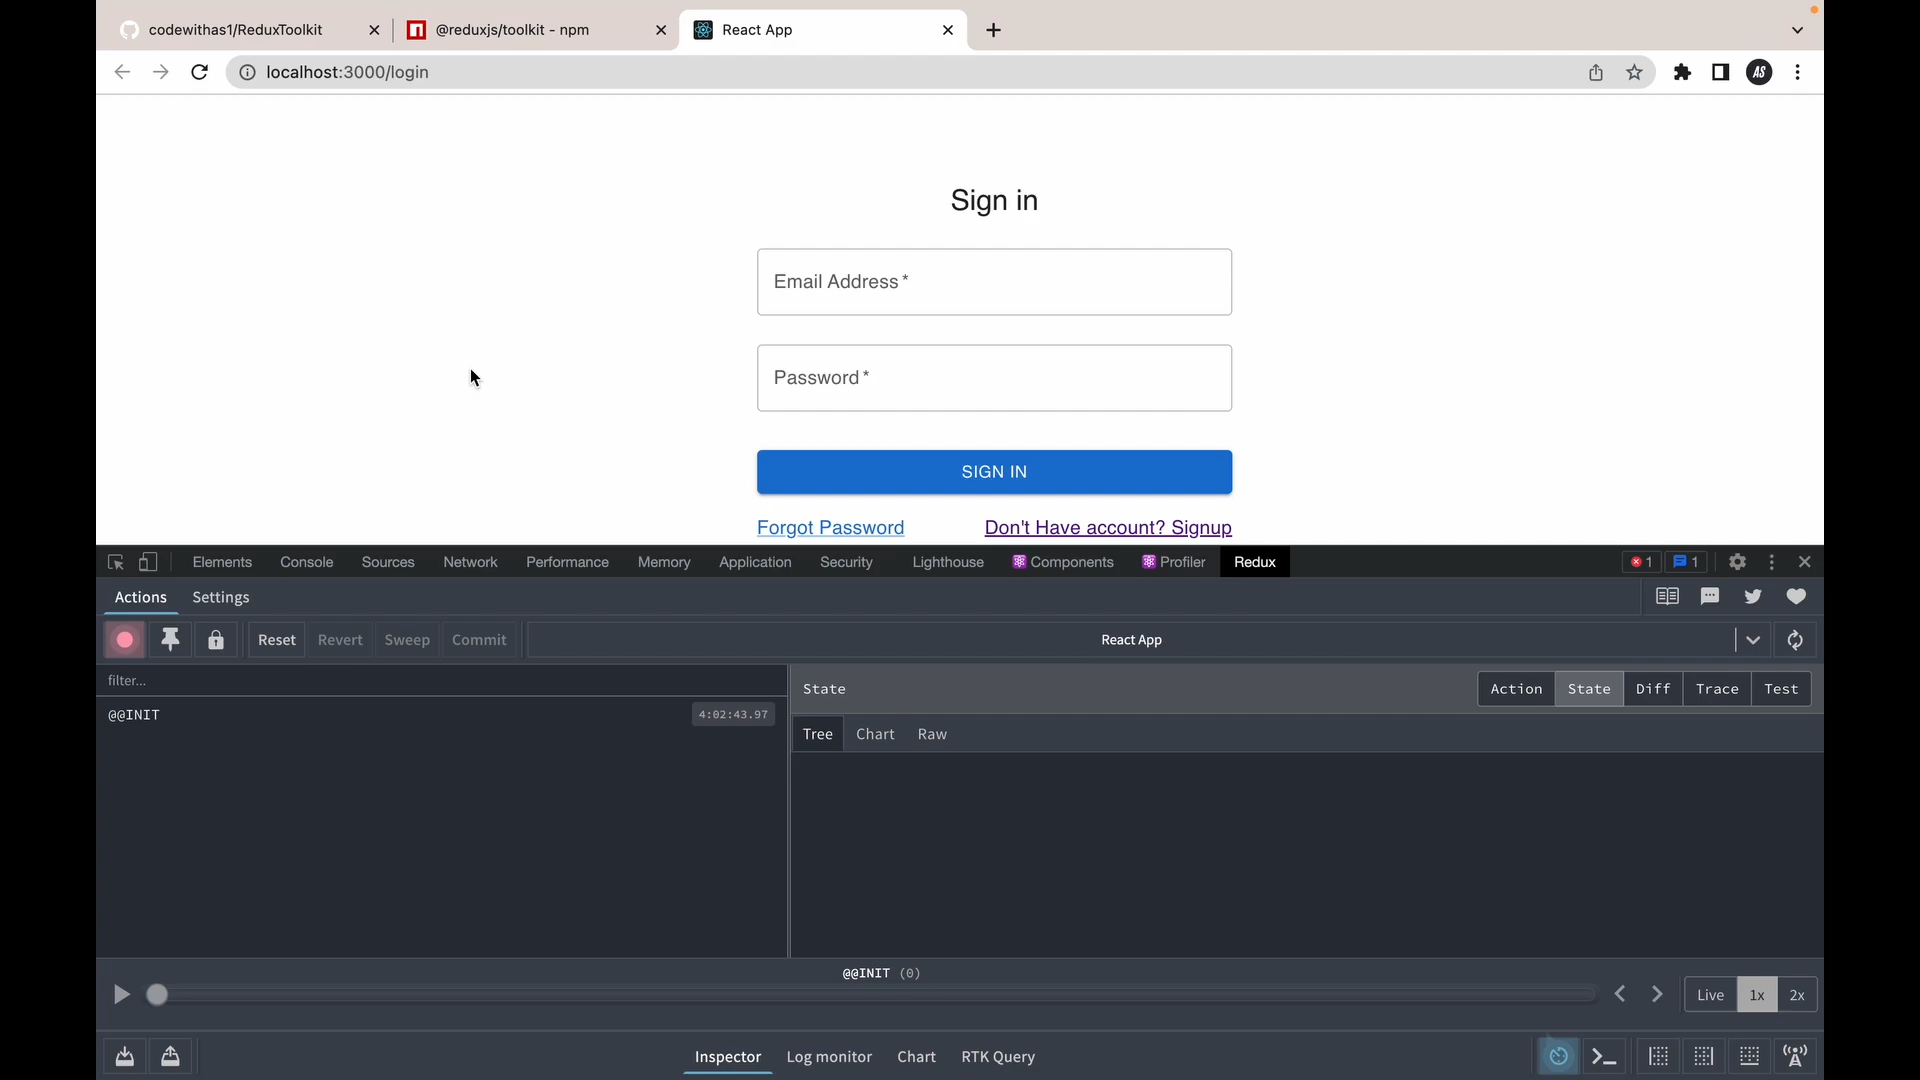 codewithas1/ReduxToolkit @reduxjs/toolkit - npm React App
localhost:3000/login AS
Sign in
Email Address *
Password *
SIGN IN
Forgot Password Don't Have account? Signup
Elements Console Sources Network Performance Memory Application Security Lighthouse Components Profiler Redux 1 1
Actions Settings
Reset Revert Sweep Commit React App
filter...
State Action State Diff Trace Test
@@INIT 4:02:43.97
Tree Chart Raw
@@INIT (0)
Live 1x 2x
Inspector Log monitor Chart RTK Query